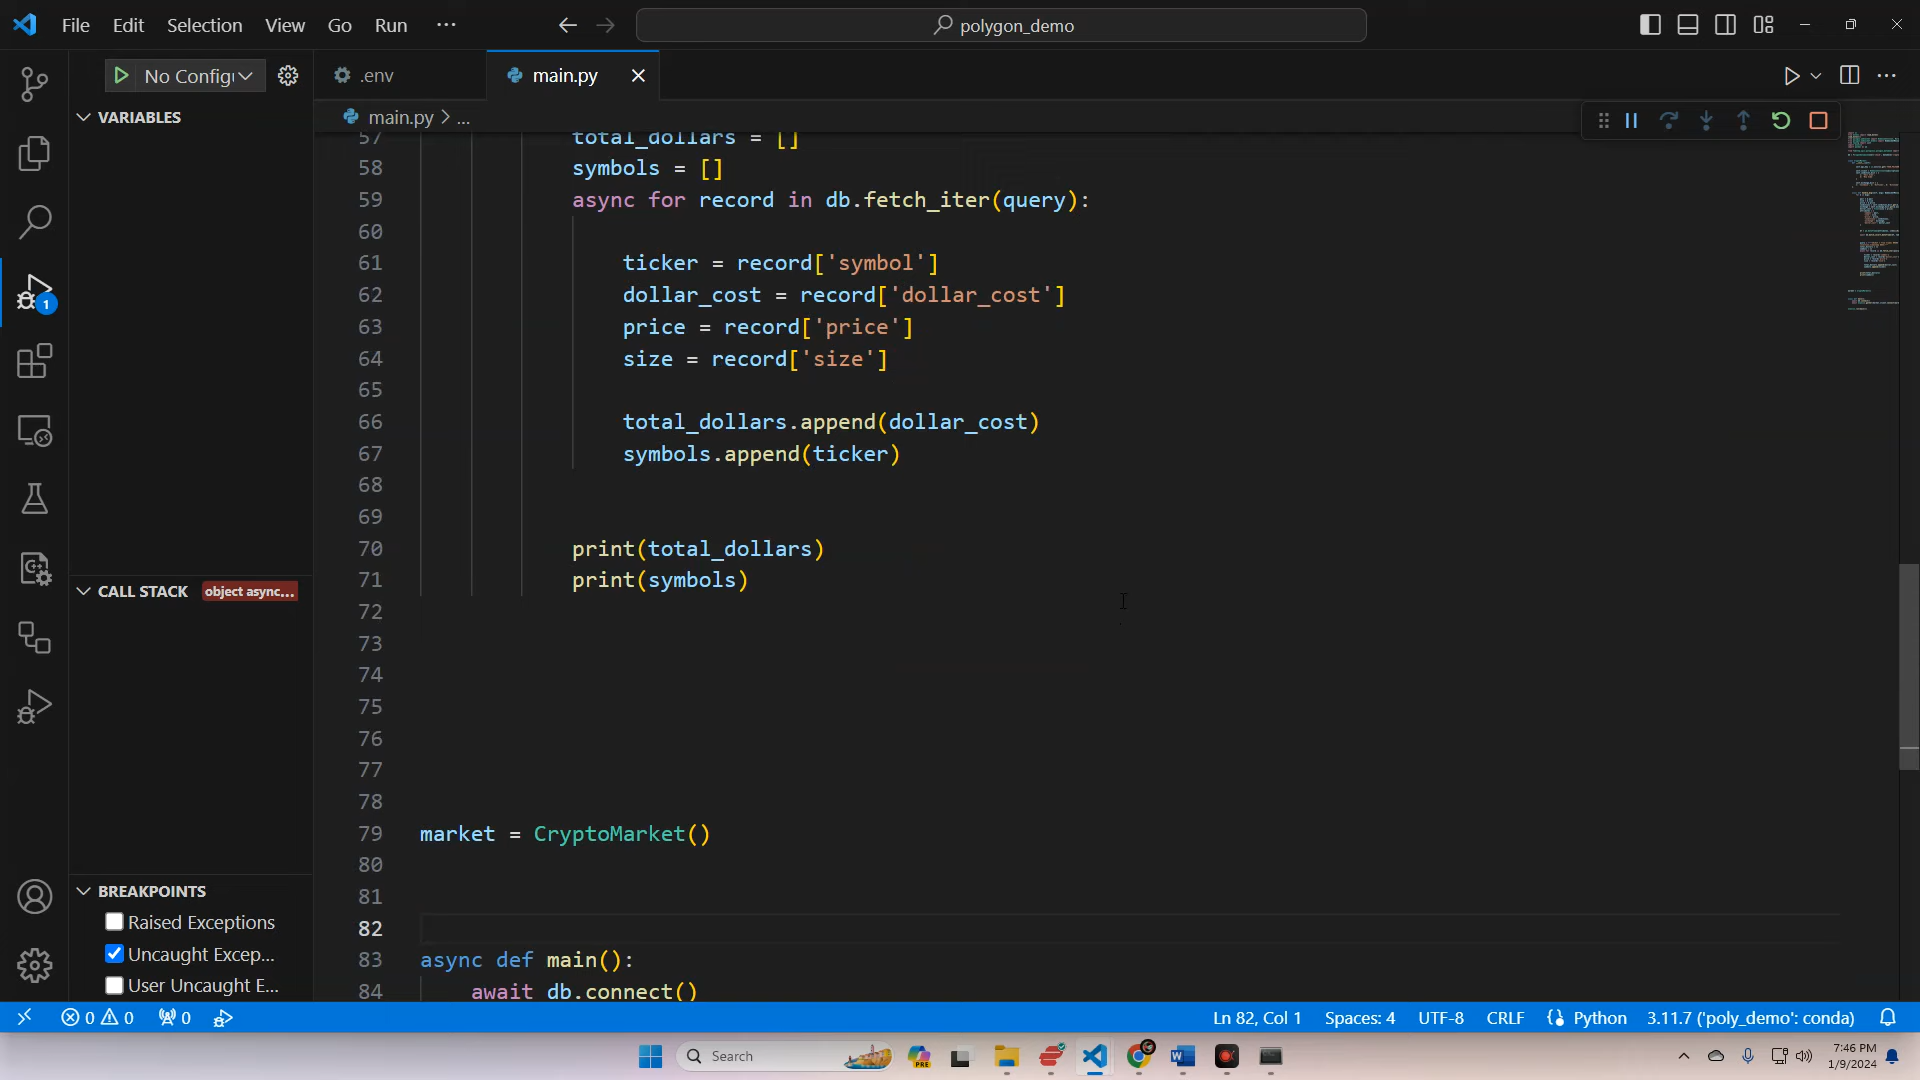 File Edit Selection View Go Run ··· polygon_demo
No Config .env main.py
VARIABLES
main.py > ...
57 total_dollars = []
58 symbols = []
59 async for record in db.fetch_iter(query):
60
61 ticker = record['symbol']
62 dollar_cost = record['dollar_cost']
63 price = record['price']
64 size = record['size']
65
66 total_dollars.append(dollar_cost)
67 symbols.append(ticker)
68
69
70 print(total_dollars)
71 print(symbols)
72
73
74
75
76
77
78
79 market = CryptoMarket()
80
81
82
83 async def main():
84 await db.connect()
1
CALL STACK object async...
BREAKPOINTS
Raised Exceptions
Uncaught Excep...
User Uncaught E...
0 0 0 Ln 82, Col 1 Spaces: 4 UTF-8 CRLF Python 3.11.7 ('poly_demo': conda)
Search PRE 7:46 PM
1/9/2024